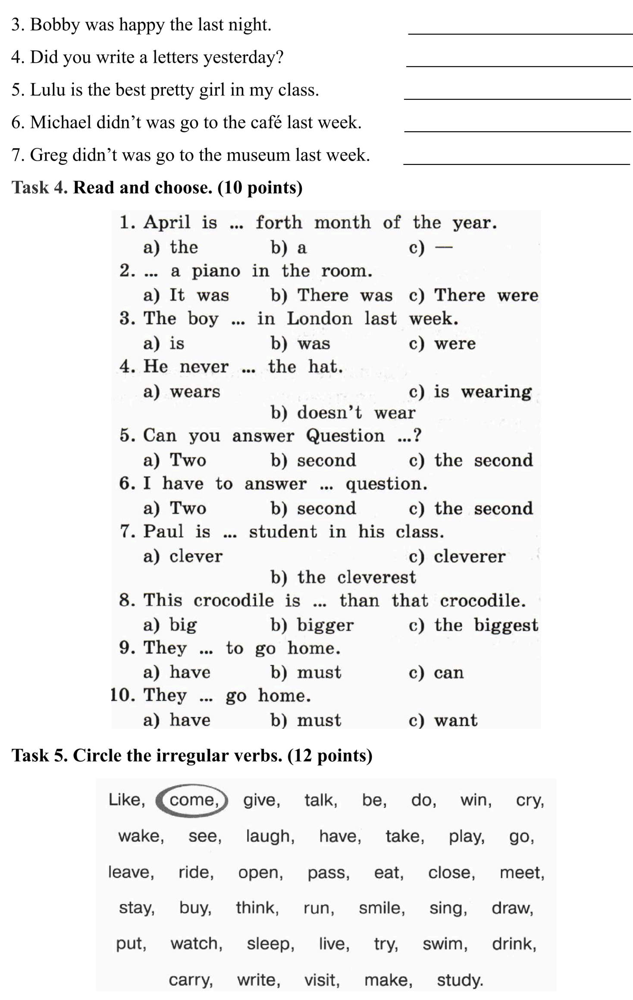 3. Bobby was happy the last night. ____________________
4. Did you write a letters yesterday? ____________________
5. Lulu is the best pretty girl in my class. ____________________
6. Michael didn’t was go to the café last week. ____________________
7. Greg didn’t was go to the museum last week. ____________________
Task 4. Read and choose. (10 points)
1. April is ... forth month of the year.
a) the b) a c) —
2. ... a piano in the room.
a) It was b) There was c) There were
3. The boy ... in London last week.
a) is b) was c) were
4. He never ... the hat.
a) wears c) is wearing
b) doesn’t wear
5. Can you answer Question ...?
a) Two b) second c) the second
6. I have to answer ... question.
a) Two b) second c) the second
7. Paul is ... student in his class.
a) clever c) cleverer
b) the cleverest
8. This crocodile is ... than that crocodile.
a) big b) bigger c) the biggest
9. They ... to go home.
a) have b) must c) can
10. They ... go home.
a) have b) must c) want
Task 5. Circle the irregular verbs. (12 points)
Like, come, give, talk, be, do, win, cry,
wake, see, laugh, have, take, play, go,
leave, ride, open, pass, eat, close, meet,
stay, buy, think, run, smile, sing, draw,
put, watch, sleep, live, try, swim, drink,
carry, write, visit, make, study.